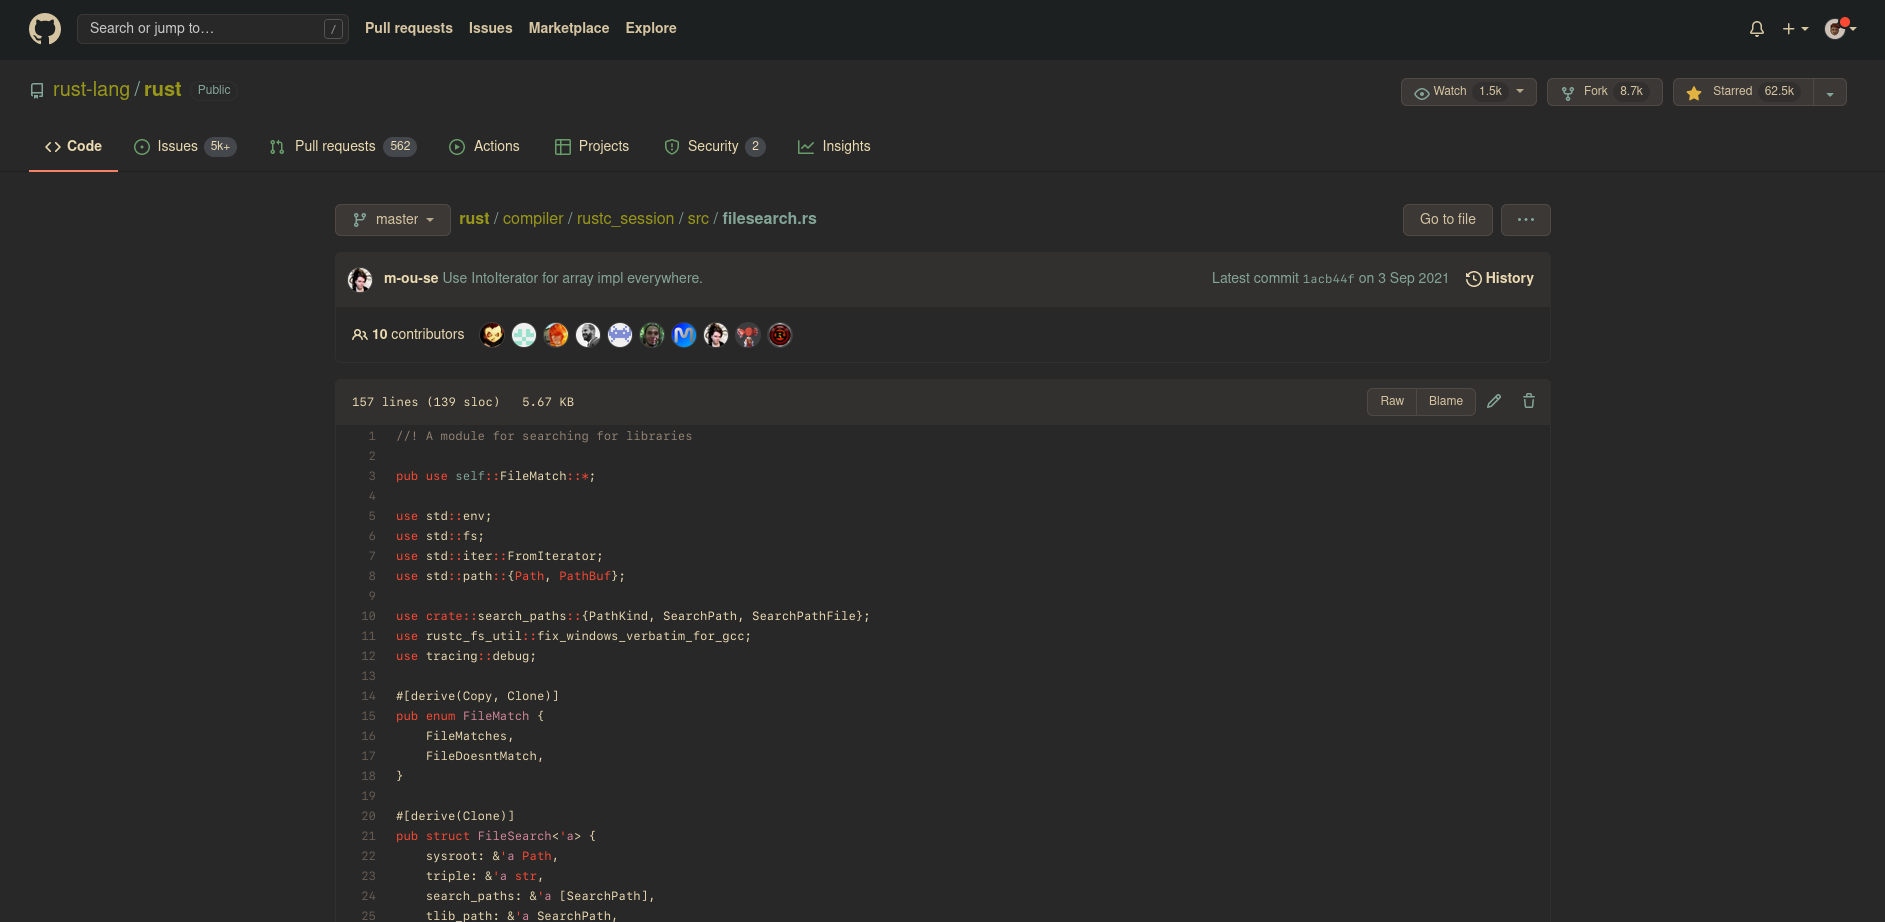 Search or jump to… / Pull requests Issues Marketplace Explore
rust-lang / rust Public Watch 1.5k Fork 8.7k Starred 62.5k
Code Issues 5k+ Pull requests 562 Actions Projects Security 2 Insights
master rust / compiler / rustc_session / src / filesearch.rs Go to file ...
m-ou-se Use IntoIterator for array impl everywhere. Latest commit 1acb44f on 3 Sep 2021 History
10 contributors
157 lines (139 sloc) 5.67 KB Raw Blame
1 //! A module for searching for libraries
2
3 pub use self::FileMatch::*;
4
5 use std::env;
6 use std::fs;
7 use std::iter::FromIterator;
8 use std::path::{Path, PathBuf};
9
10 use crate::search_paths::{PathKind, SearchPath, SearchPathFile};
11 use rustc_fs_util::fix_windows_verbatim_for_gcc;
12 use tracing::debug;
13
14 #[derive(Copy, Clone)]
15 pub enum FileMatch {
16     FileMatches,
17     FileDoesntMatch,
18 }
19
20 #[derive(Clone)]
21 pub struct FileSearch<'a> {
22     sysroot: &'a Path,
23     triple: &'a str,
24     search_paths: &'a [SearchPath],
25     tlib_path: &'a SearchPath,